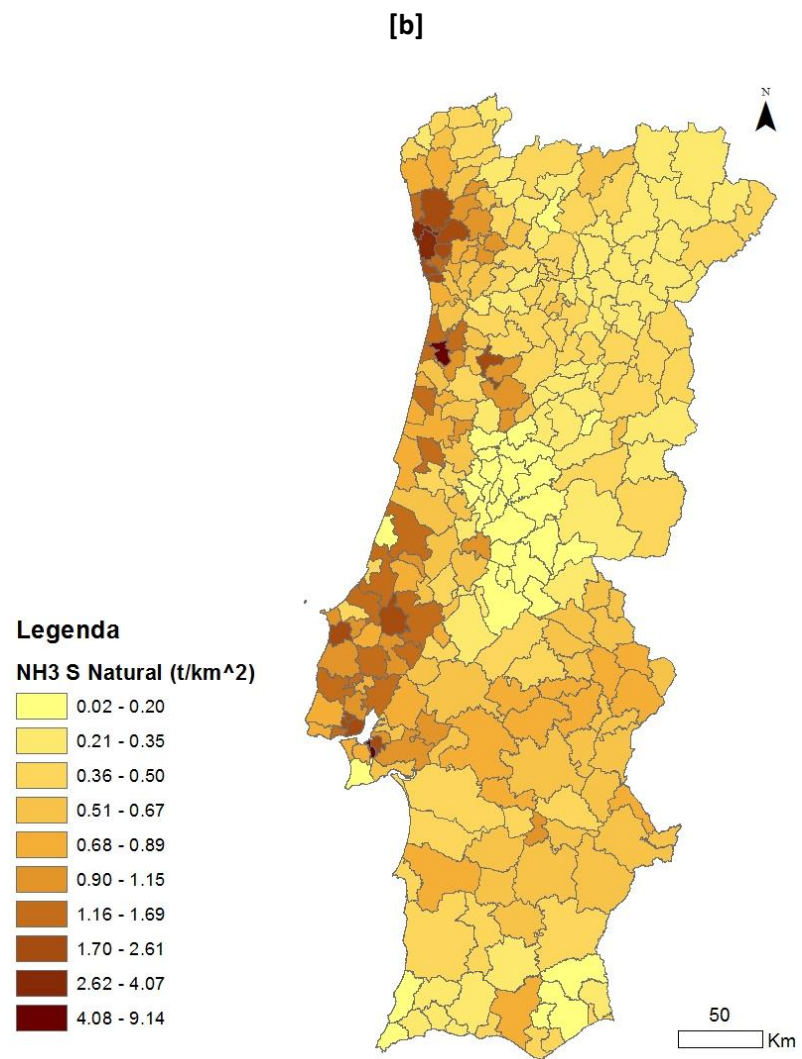 [b]
N
Legenda
NH3 S Natural (t/km^2)
0.02 - 0.20
0.21 - 0.35
0.36 - 0.50
0.51 - 0.67
0.68 - 0.89
0.90 - 1.15
1.16 - 1.69
1.70 - 2.61
2.62 - 4.07
4.08 - 9.14
50
Km